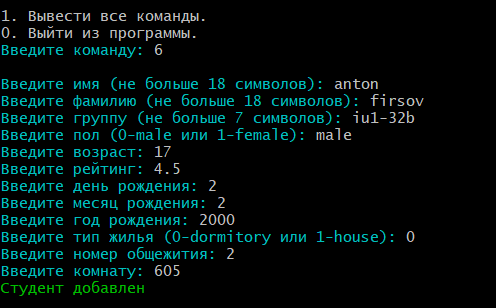 1. Вывести все команды.
0. Выйти из программы.
Введите команду: 6
Введите имя (не больше 18 символов): anton
Введите фамилию (не больше 18 символов): firsov
Введите группу (не больше 7 символов): iu1-32b
Введите пол (0-male или 1-female): male
Введите возраст: 17
Введите рейтинг: 4.5
Введите день рождения: 2
Введите месяц рождения: 2
Введите год рождения: 2000
Введите тип жилья (0-dormitory или 1-house): 0
Введите номер общежития: 2
Введите комнату: 605
Студент добавлен